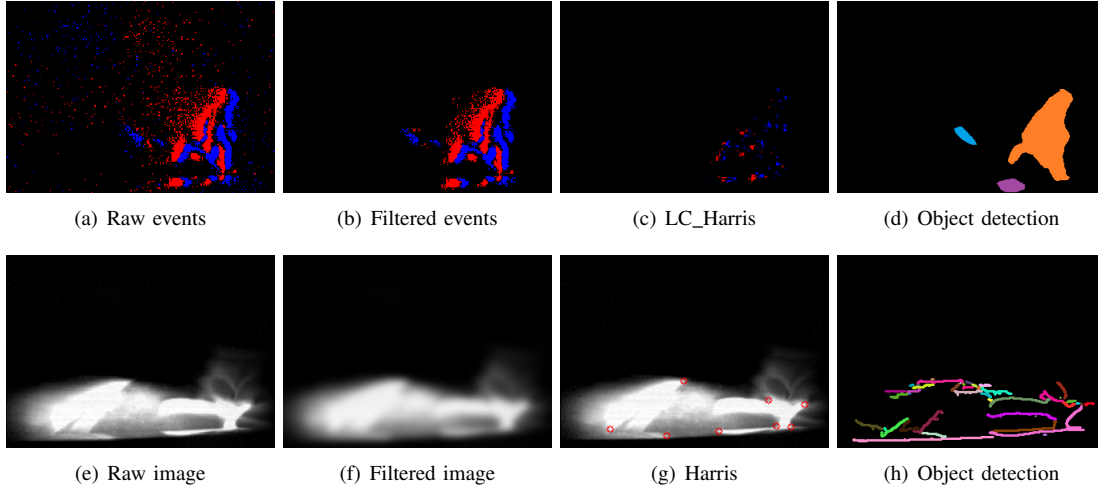 (a) Raw events
(b) Filtered events
(c) LC_Harris
(d) Object detection
(e) Raw image
(f) Filtered image
(g) Harris
(h) Object detection